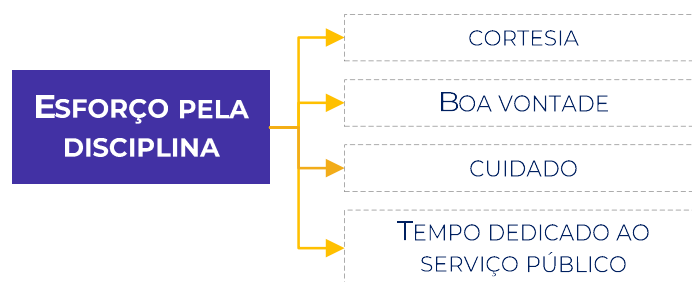 ESFORÇO PELA
DISCIPLINA
CORTESIA
BOA VONTADE
CUIDADO
TEMPO DEDICADO AO
SERVIÇO PÚBLICO